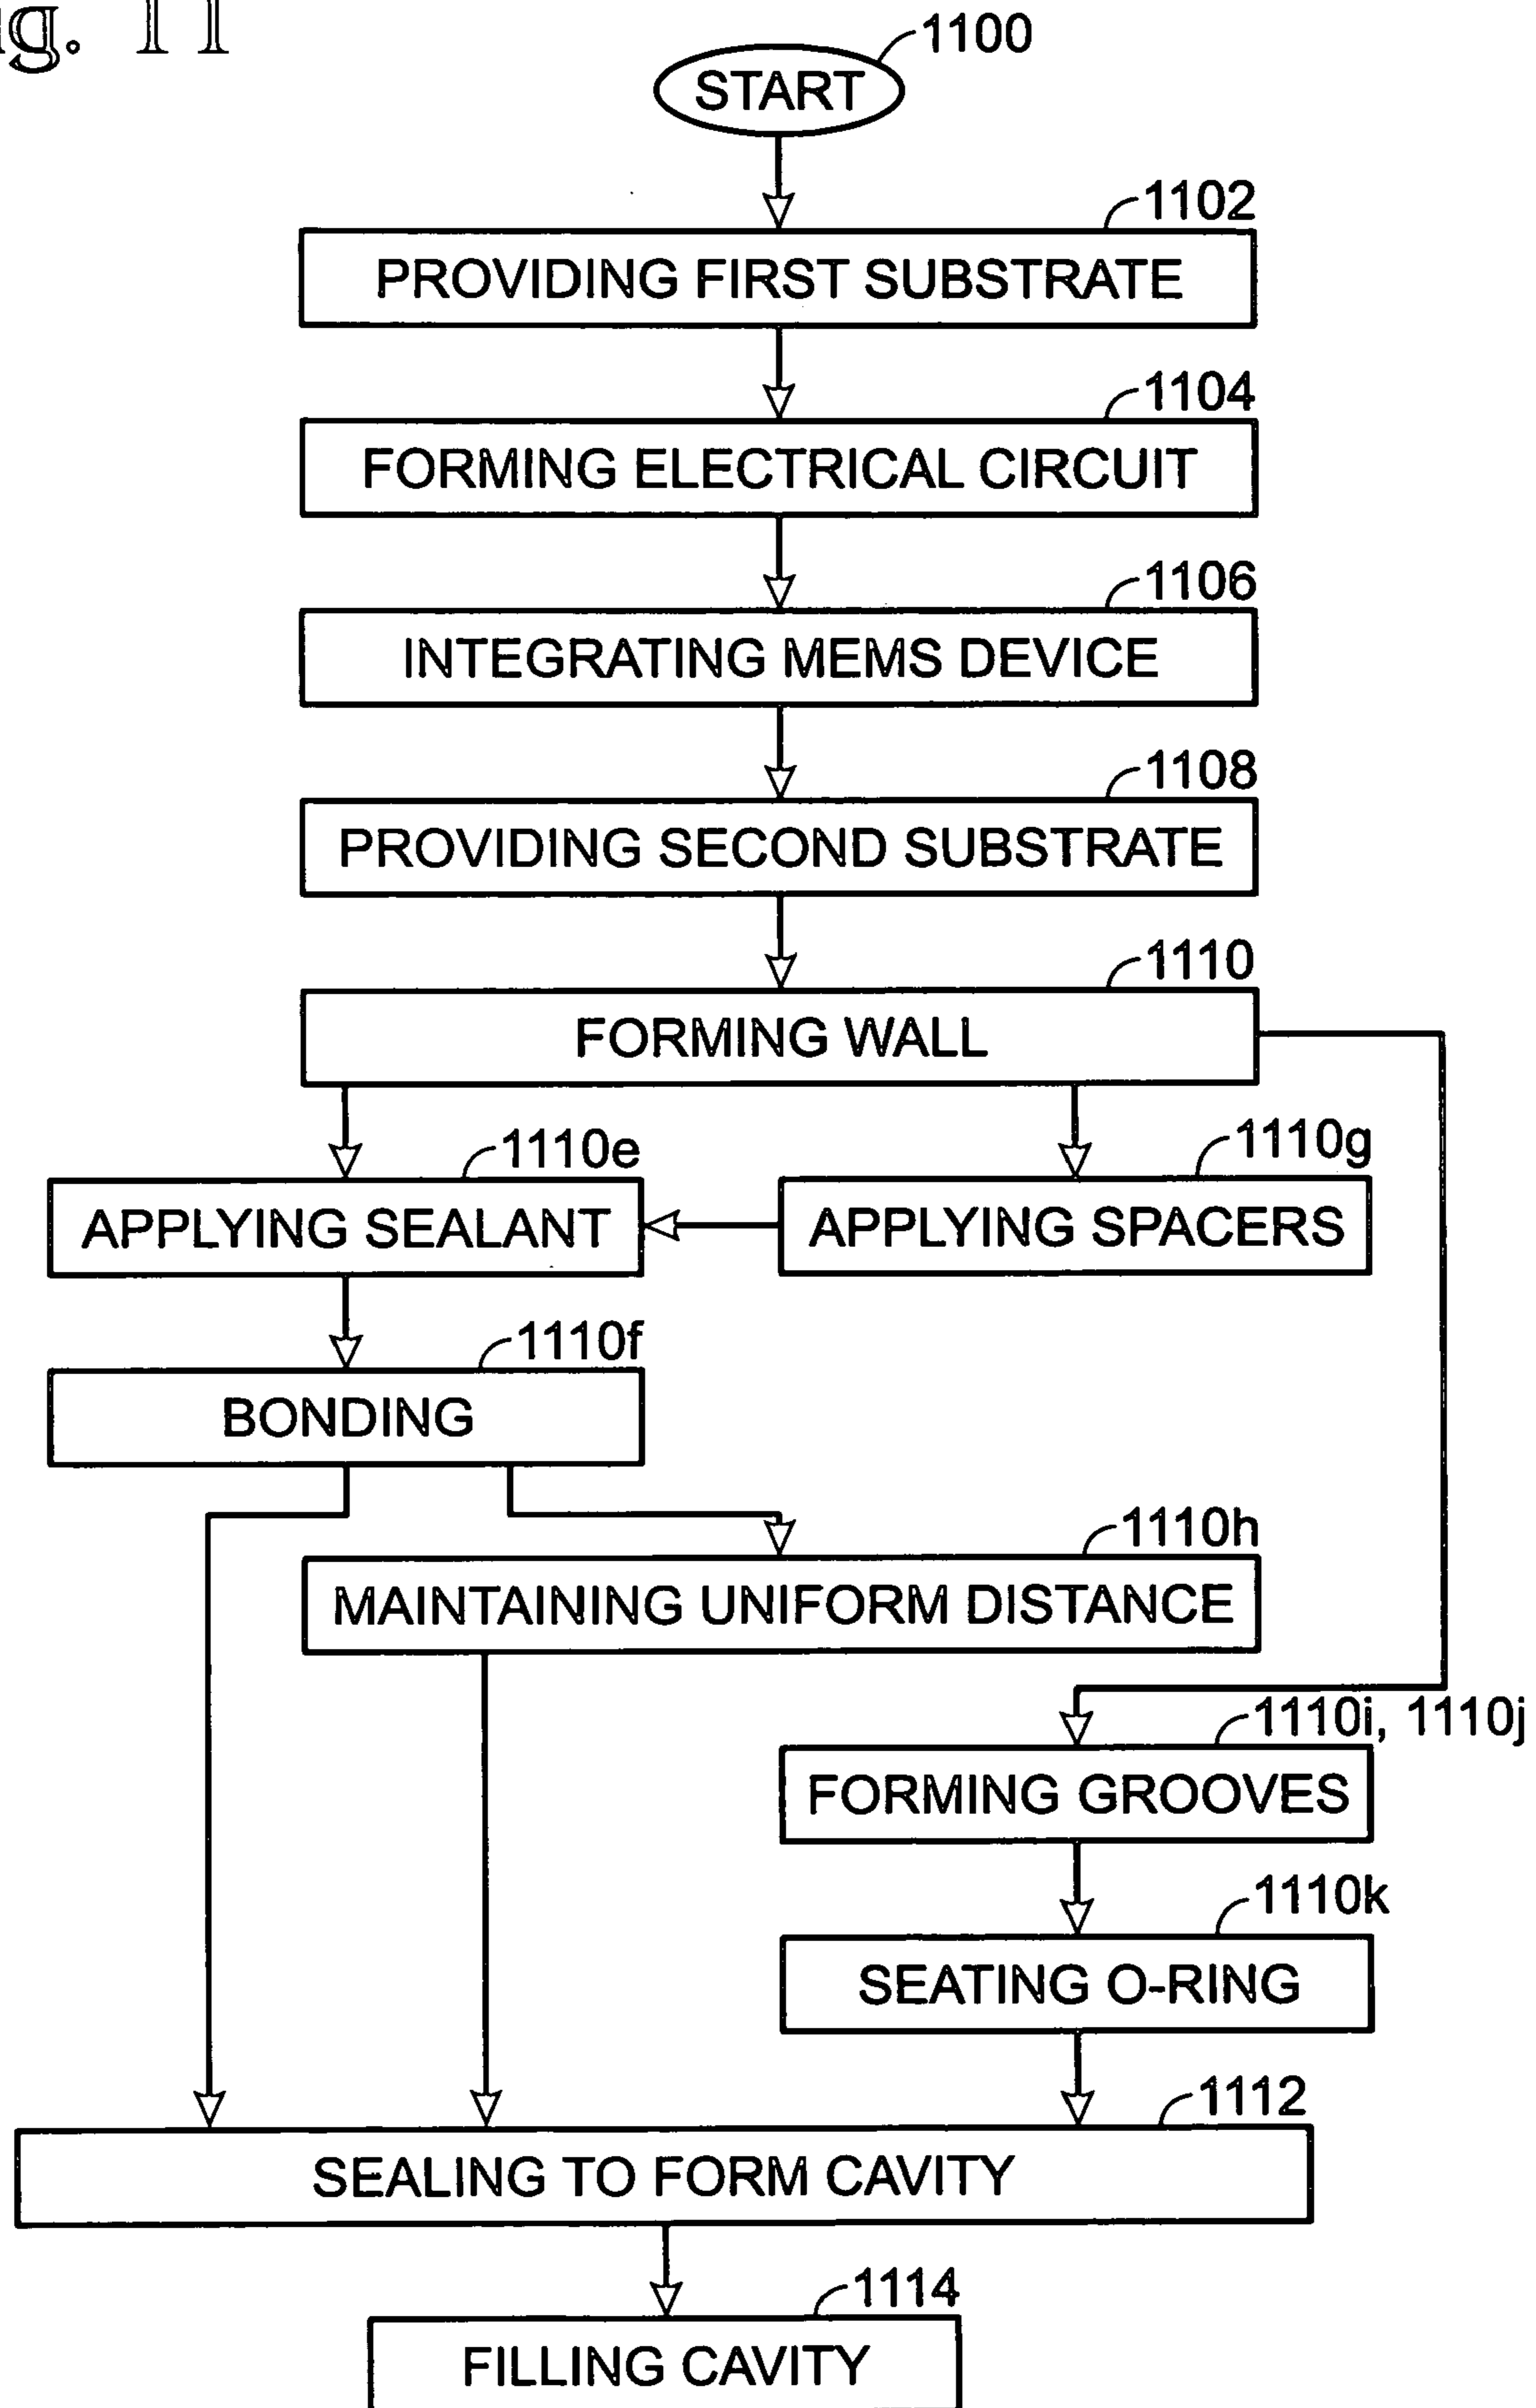 11
1100
START
1102
PROVIDING FIRST SUBSTRATE
1104
FORMING ELECTRICAL CIRCUIT
1106
INTEGRATING MEMS DEVICE
1108
PROVIDING SECOND SUBSTRATE
1110
FORMING WALL
1110e
1110g
APPLYING SEALANT
APPLYING SPACERS
1110f
BONDING
1110h
MAINTAINING UNIFORM DISTANCE
1110i, 1110j
FORMING GROOVES
1110k
SEATING O-RING
1112
SEALING TO FORM CAVITY
1114
FILLING CAVITY